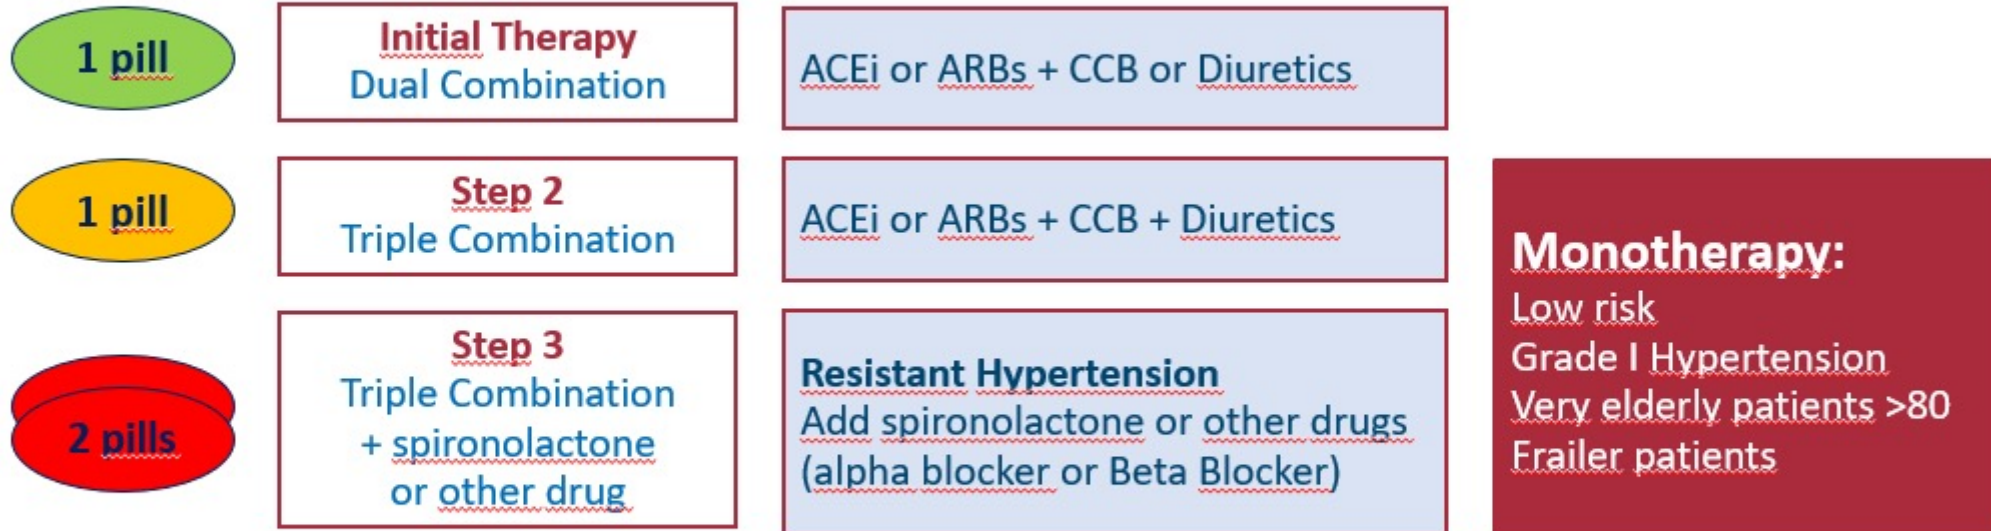 1 pill
Initial Therapy
Dual Combination
ACEi or ARBs + CCB or Diuretics
1 pill
Step 2
Triple Combination
ACEi or ARBs + CCB + Diuretics
2 pills
Step 3
Triple Combination
+ spironolactone
or other drug
Resistant Hypertension
Add spironolactone or other drugs
(alpha blocker or Beta Blocker)
Monotherapy:
Low risk
Grade I Hypertension
Very elderly patients >80
Frailer patients